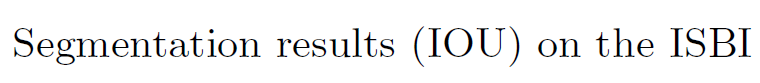 Segmentation results (IOU) on the ISBI